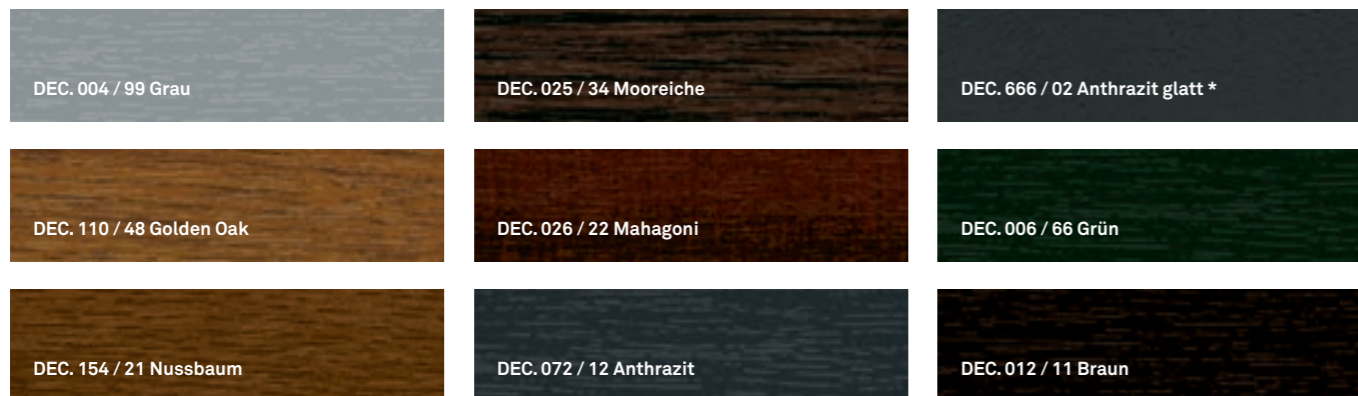 DEC. 004 / 99 Grau
DEC. 025 / 34 Mooreiche
DEC. 666 / 02 Anthrazit glatt *
DEC. 110 / 48 Golden Oak
DEC. 026 / 22 Mahagoni
DEC. 006 / 66 Grün
DEC. 154 / 21 Nussbaum
DEC. 072 / 12 Anthrazit
DEC. 012 / 11 Braun